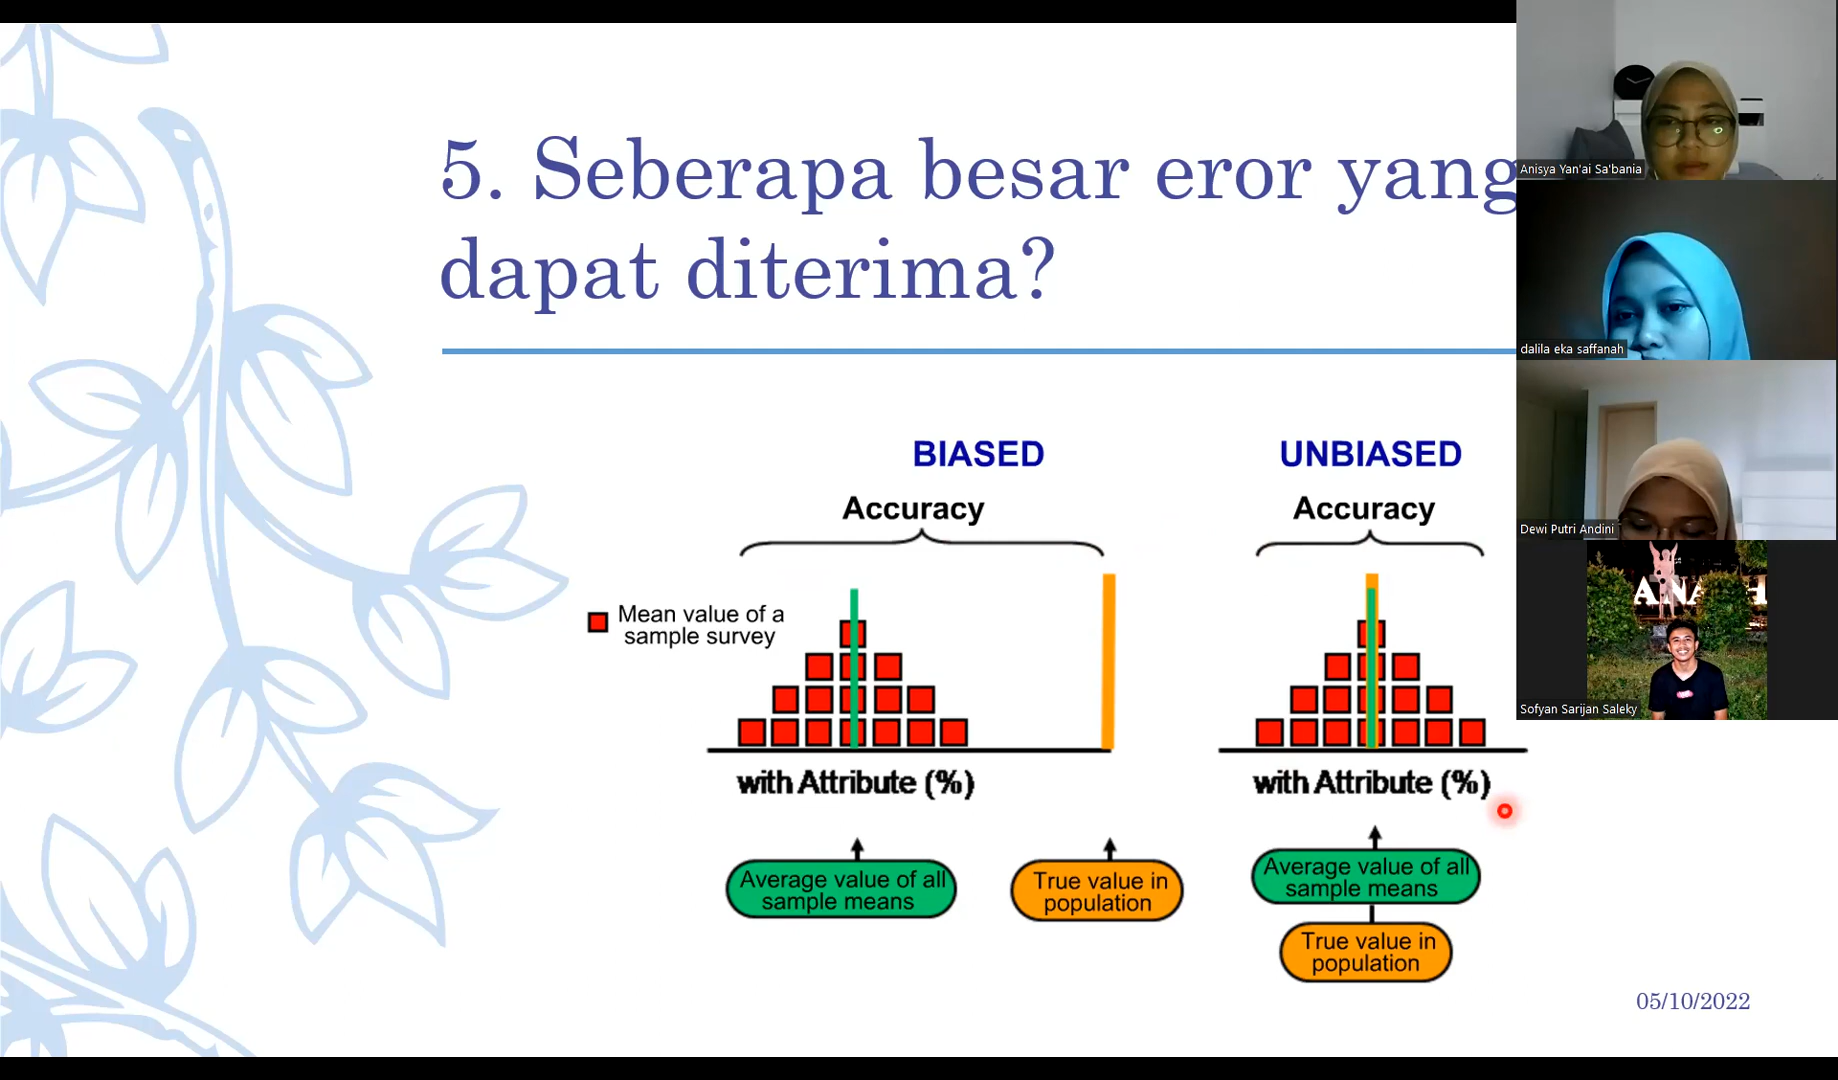 5. Seberapa besar eror yang
dapat diterima?
BIASED
Accuracy
Mean value of a
sample survey
with Attribute (%)
Average value of all
sample means
True value in
population
UNBIASED
Accuracy
with Attribute (%)
Average value of all
sample means
True value in
population
05/10/2022
Anisya Yan'ai Sa'bania
dalila eka saffanah
Dewi Putri Andini
Sofyan Sarijan Saleky